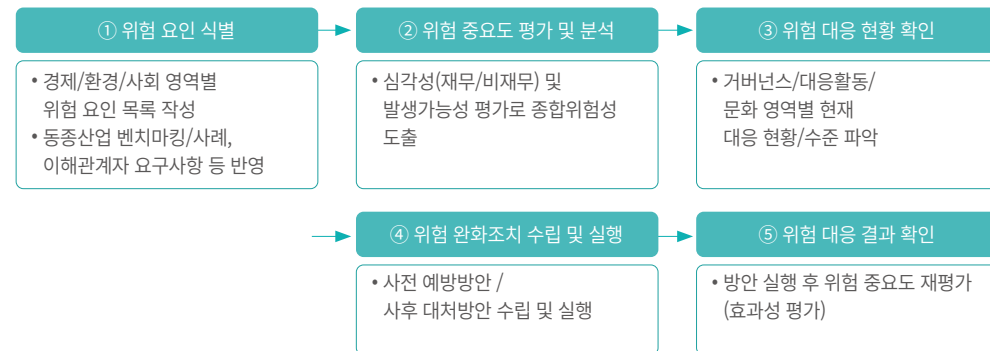 ① 위험 요인 식별
• 경제/환경/사회 영역별
위험 요인 목록 작성
• 동종산업 벤치마킹/사례,
이해관계자 요구사항 등 반영
② 위험 중요도 평가 및 분석
• 심각성(재무/비재무) 및
발생가능성 평가로 종합위험성
도출
③ 위험 대응 현황 확인
• 거버넌스/대응활동/
문화 영역별 현재
대응 현황/수준 파악
④ 위험 완화조치 수립 및 실행
• 사전 예방방안 /
사후 대처방안 수립 및 실행
⑤ 위험 대응 결과 확인
• 방안 실행 후 위험 중요도 재평가
(효과성 평가)